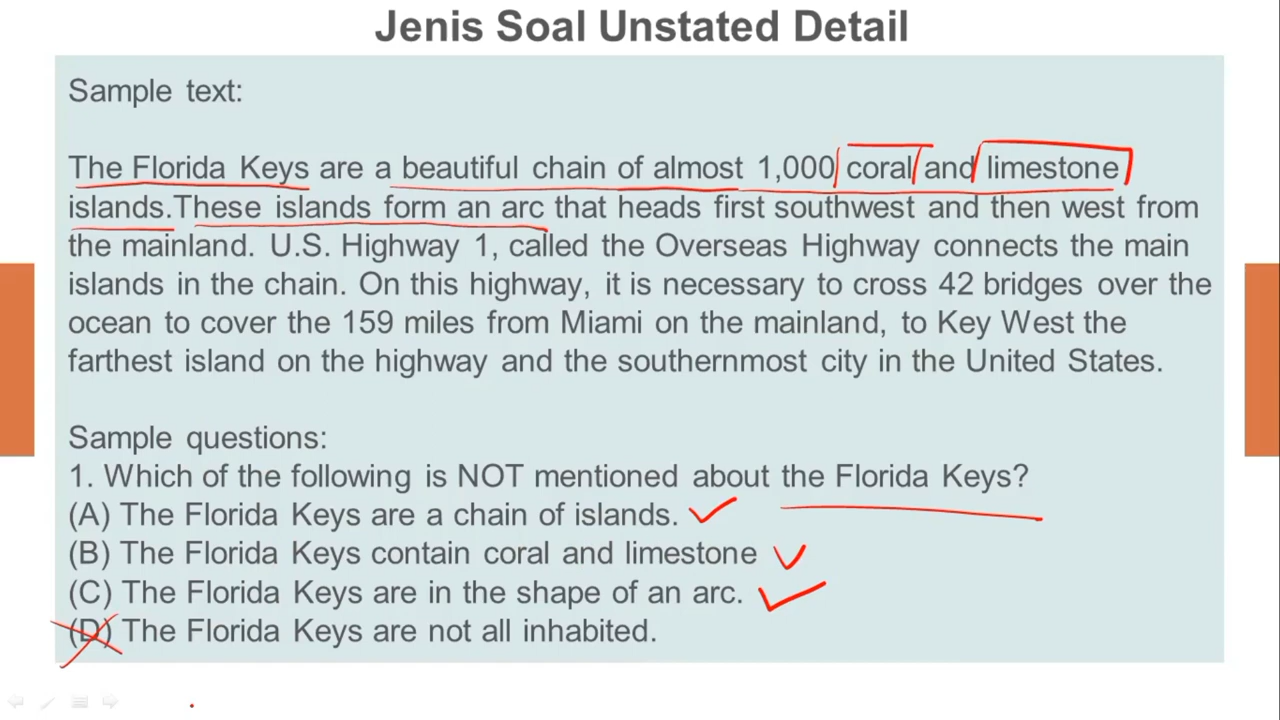 Jenis Soal Unstated Detail
Sample text:
The Florida Keys are a beautiful chain of almost 1,000 coral and limestone
islands.These islands form an arc that heads first southwest and then west from
the mainland. U.S. Highway 1, called the Overseas Highway connects the main
islands in the chain. On this highway, it is necessary to cross 42 bridges over the
ocean to cover the 159 miles from Miami on the mainland, to Key West the
farthest island on the highway and the southernmost city in the United States.
Sample questions:
1. Which of the following is NOT mentioned about the Florida Keys?
(A) The Florida Keys are a chain of islands.
(B) The Florida Keys contain coral and limestone
(C) The Florida Keys are in the shape of an arc.
(D) The Florida Keys are not all inhabited.